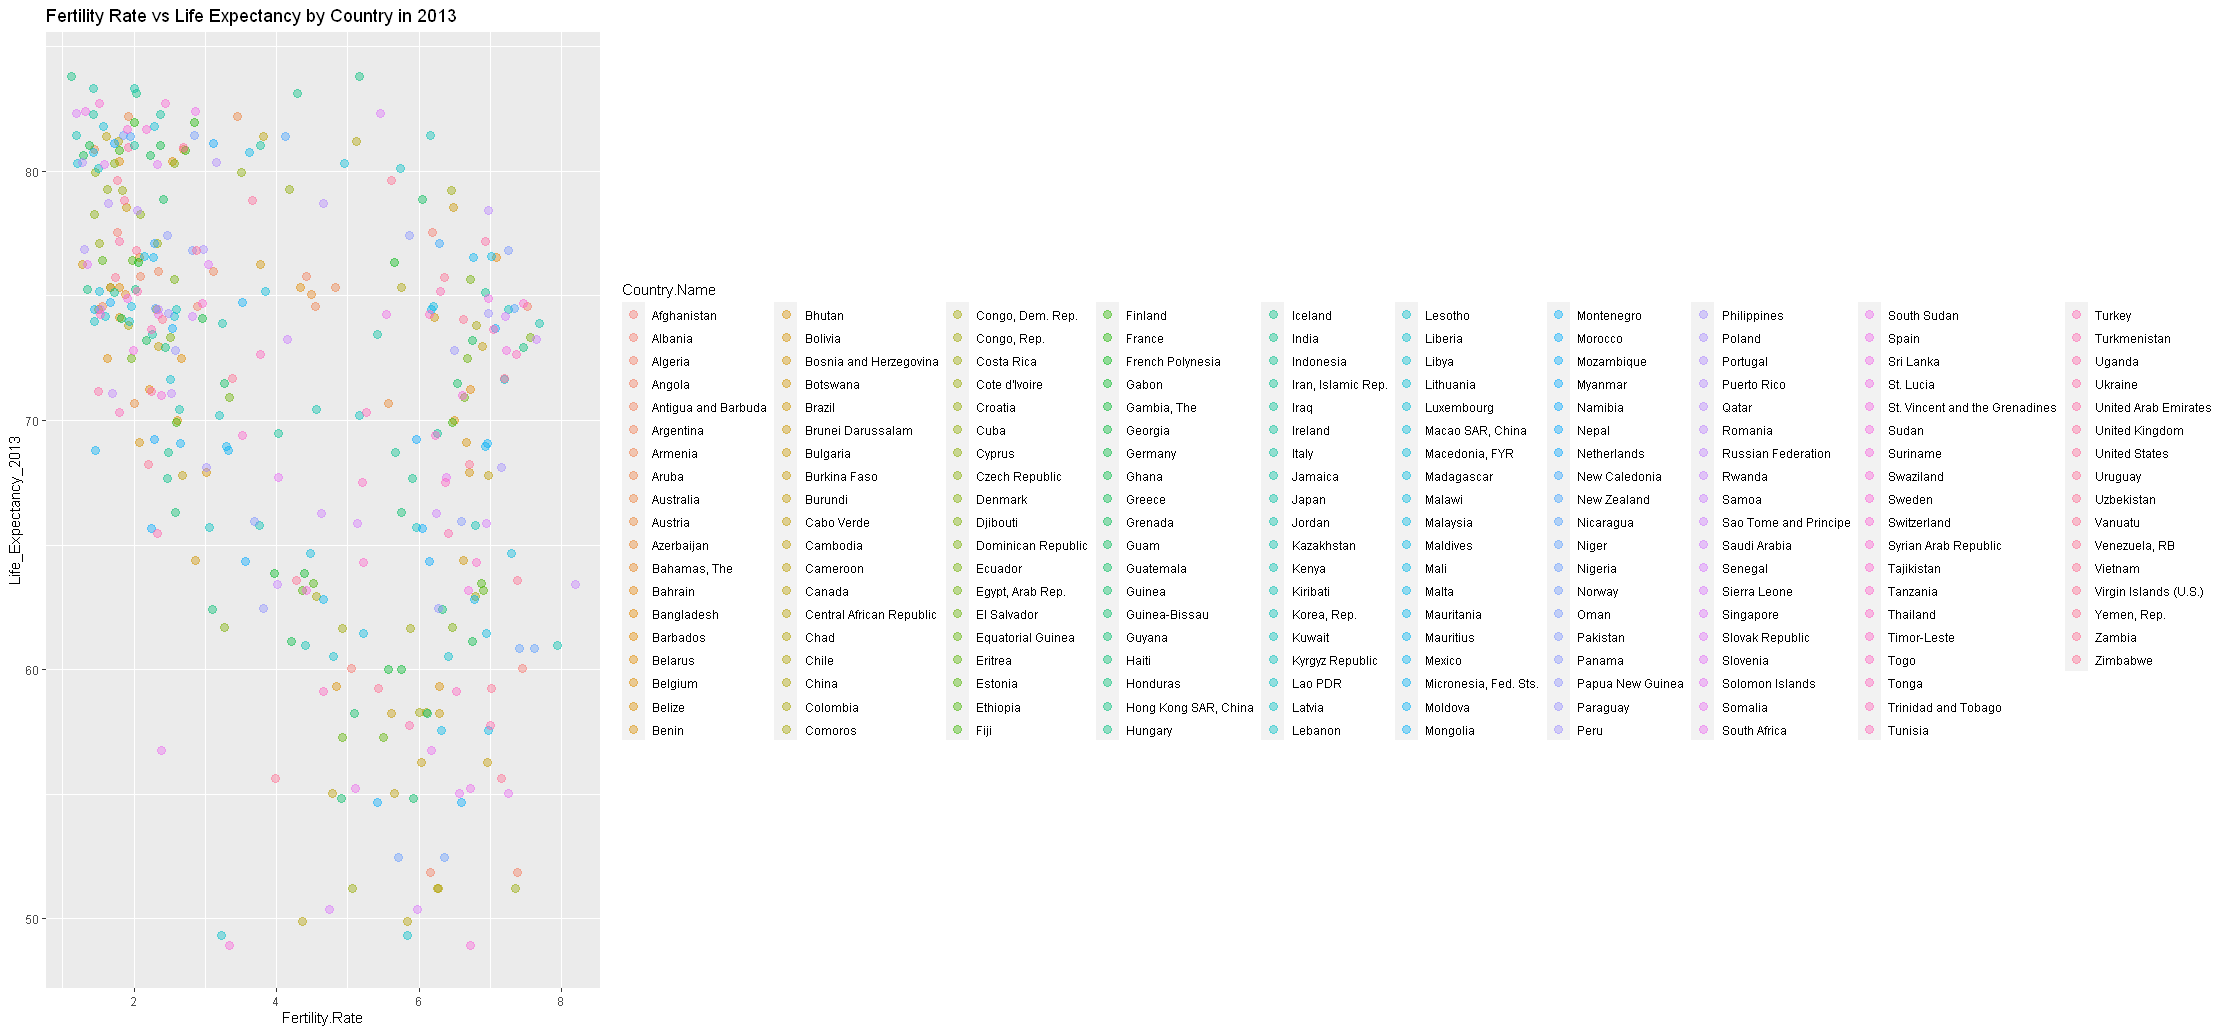 Fertility Rate vs Life Expectancy by Country in 2013
Life_Expectancy_2013
80
70
60
50
2 4 6 8
Fertility.Rate
Country.Name
Afghanistan
Albania
Algeria
Angola
Antigua and Barbuda
Argentina
Armenia
Aruba
Australia
Austria
Azerbaijan
Bahamas, The
Bahrain
Bangladesh
Barbados
Belarus
Belgium
Belize
Benin
Bhutan
Bolivia
Bosnia and Herzegovina
Botswana
Brazil
Brunei Darussalam
Bulgaria
Burkina Faso
Burundi
Cabo Verde
Cambodia
Cameroon
Canada
Central African Republic
Chad
Chile
China
Colombia
Comoros
Congo, Dem. Rep.
Congo, Rep.
Costa Rica
Cote d'Ivoire
Croatia
Cuba
Cyprus
Czech Republic
Denmark
Djibouti
Dominican Republic
Ecuador
Egypt, Arab Rep.
El Salvador
Equatorial Guinea
Eritrea
Estonia
Ethiopia
Fiji
Finland
France
French Polynesia
Gabon
Gambia, The
Georgia
Germany
Ghana
Greece
Grenada
Guam
Guatemala
Guinea
Guinea-Bissau
Guyana
Haiti
Honduras
Hong Kong SAR, China
Hungary
Iceland
India
Indonesia
Iran, Islamic Rep.
Iraq
Ireland
Italy
Jamaica
Japan
Jordan
Kazakhstan
Kenya
Kiribati
Korea, Rep.
Kuwait
Kyrgyz Republic
Lao PDR
Latvia
Lebanon
Lesotho
Liberia
Libya
Lithuania
Luxembourg
Macao SAR, China
Macedonia, FYR
Madagascar
Malawi
Malaysia
Maldives
Mali
Malta
Mauritania
Mauritius
Mexico
Micronesia, Fed. Sts.
Moldova
Mongolia
Montenegro
Morocco
Mozambique
Myanmar
Namibia
Nepal
Netherlands
New Caledonia
New Zealand
Nicaragua
Niger
Nigeria
Norway
Oman
Pakistan
Panama
Papua New Guinea
Paraguay
Peru
Philippines
Poland
Portugal
Puerto Rico
Qatar
Romania
Russian Federation
Rwanda
Samoa
Sao Tome and Principe
Saudi Arabia
Senegal
Sierra Leone
Singapore
Slovak Republic
Slovenia
Solomon Islands
Somalia
South Africa
South Sudan
Spain
Sri Lanka
St. Lucia
St. Vincent and the Grenadines
Sudan
Suriname
Swaziland
Sweden
Switzerland
Syrian Arab Republic
Tajikistan
Tanzania
Thailand
Timor-Leste
Togo
Tonga
Trinidad and Tobago
Tunisia
Turkey
Turkmenistan
Uganda
Ukraine
United Arab Emirates
United Kingdom
United States
Uruguay
Uzbekistan
Vanuatu
Venezuela, RB
Vietnam
Virgin Islands (U.S.)
Yemen, Rep.
Zambia
Zimbabwe